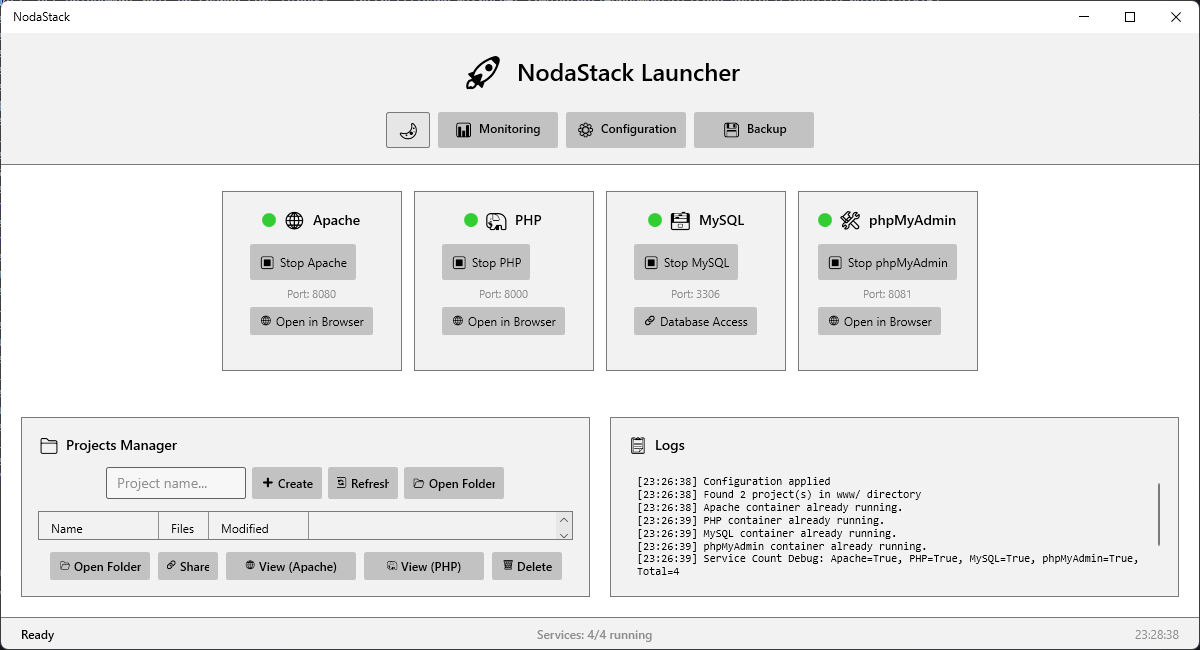 NodaStack
NodaStack Launcher
Monitoring
Configuration
Backup
Apache
Stop Apache
Port: 8080
Open in Browser
PHP
Stop PHP
Port: 8000
Open in Browser
MySQL
Stop MySQL
Port: 3306
Database Access
phpMyAdmin
Stop phpMyAdmin
Port: 8081
Open in Browser
Projects Manager
Project name...
Create
Refresh
Open Folder
Name Files Modified
Open Folder
Share
View (Apache)
View (PHP)
Delete
Logs
[23:26:38] Configuration applied
[23:26:38] Found 2 project(s) in www/ directory
[23:26:38] Apache container already running.
[23:26:39] PHP container already running.
[23:26:39] MySQL container already running.
[23:26:39] phpMyAdmin container already running.
[23:26:39] Service Count Debug: Apache=True, PHP=True, MySQL=True, phpMyAdmin=True,
Total=4
Ready
Services: 4/4 running
23:28:38